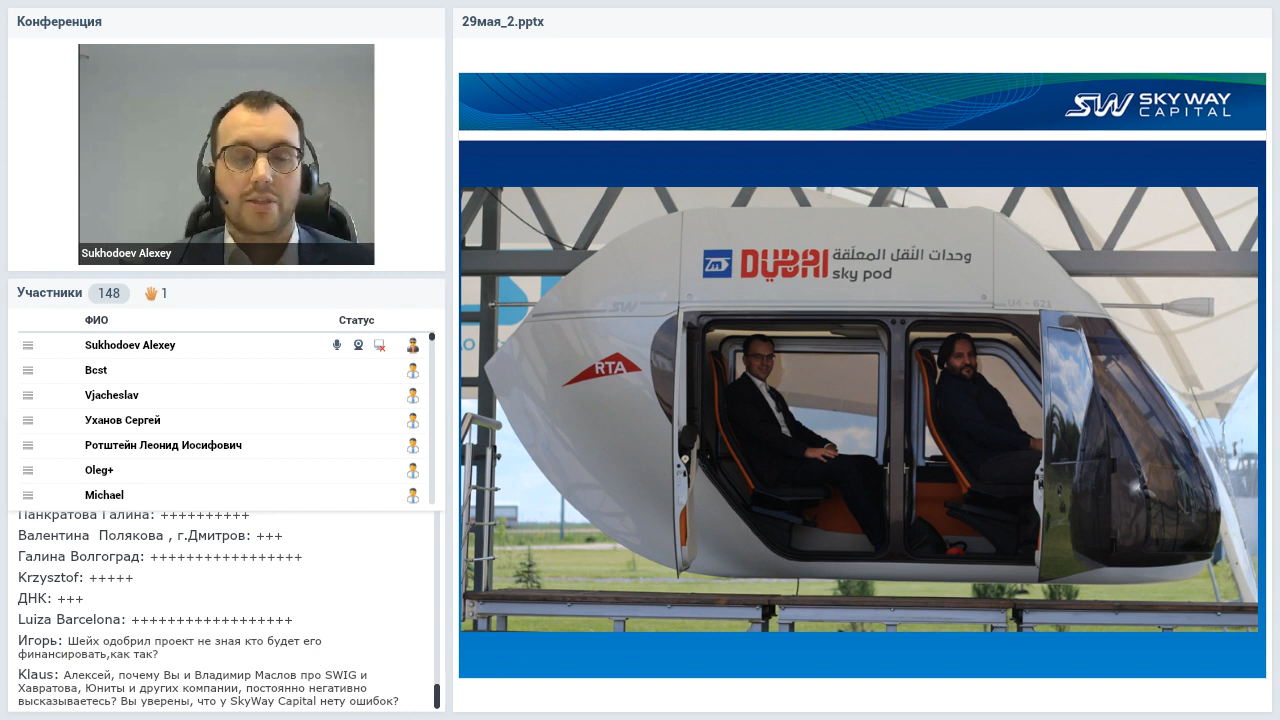 Конференция
Sukhodoev Alexey
Участники 148 1
ФИО Статус
Sukhodoev Alexey
Bcst
Vjacheslav
Уханов Сергей
Ротштейн Леонид Иосифович
Oleg+
Michael
Панкратова Галина: ++++++++++
Валентина Полякова , г.Дмитров: +++
Галина Волгоград: +++++++++++++++++
Krzysztof: +++++
ДНК: +++
Luiza Barcelona: ++++++++++++++++++
Игорь: Шейх одобрил проект не зная кто будет его
финансировать,как так?
Klaus: Алексей, почему Вы и Владимир Маслов про SWIG и
Хавратова, Юниты и других компании, постоянно негативно
высказываетесь? Вы уверены, что у SkyWay Capital нету ошибок?
29мая_2.pptx
SW SKY WAY
CAPITAL
DUBAI وحدات النقل المعلّقة
sky pod
SW
U4 - 621
RTA